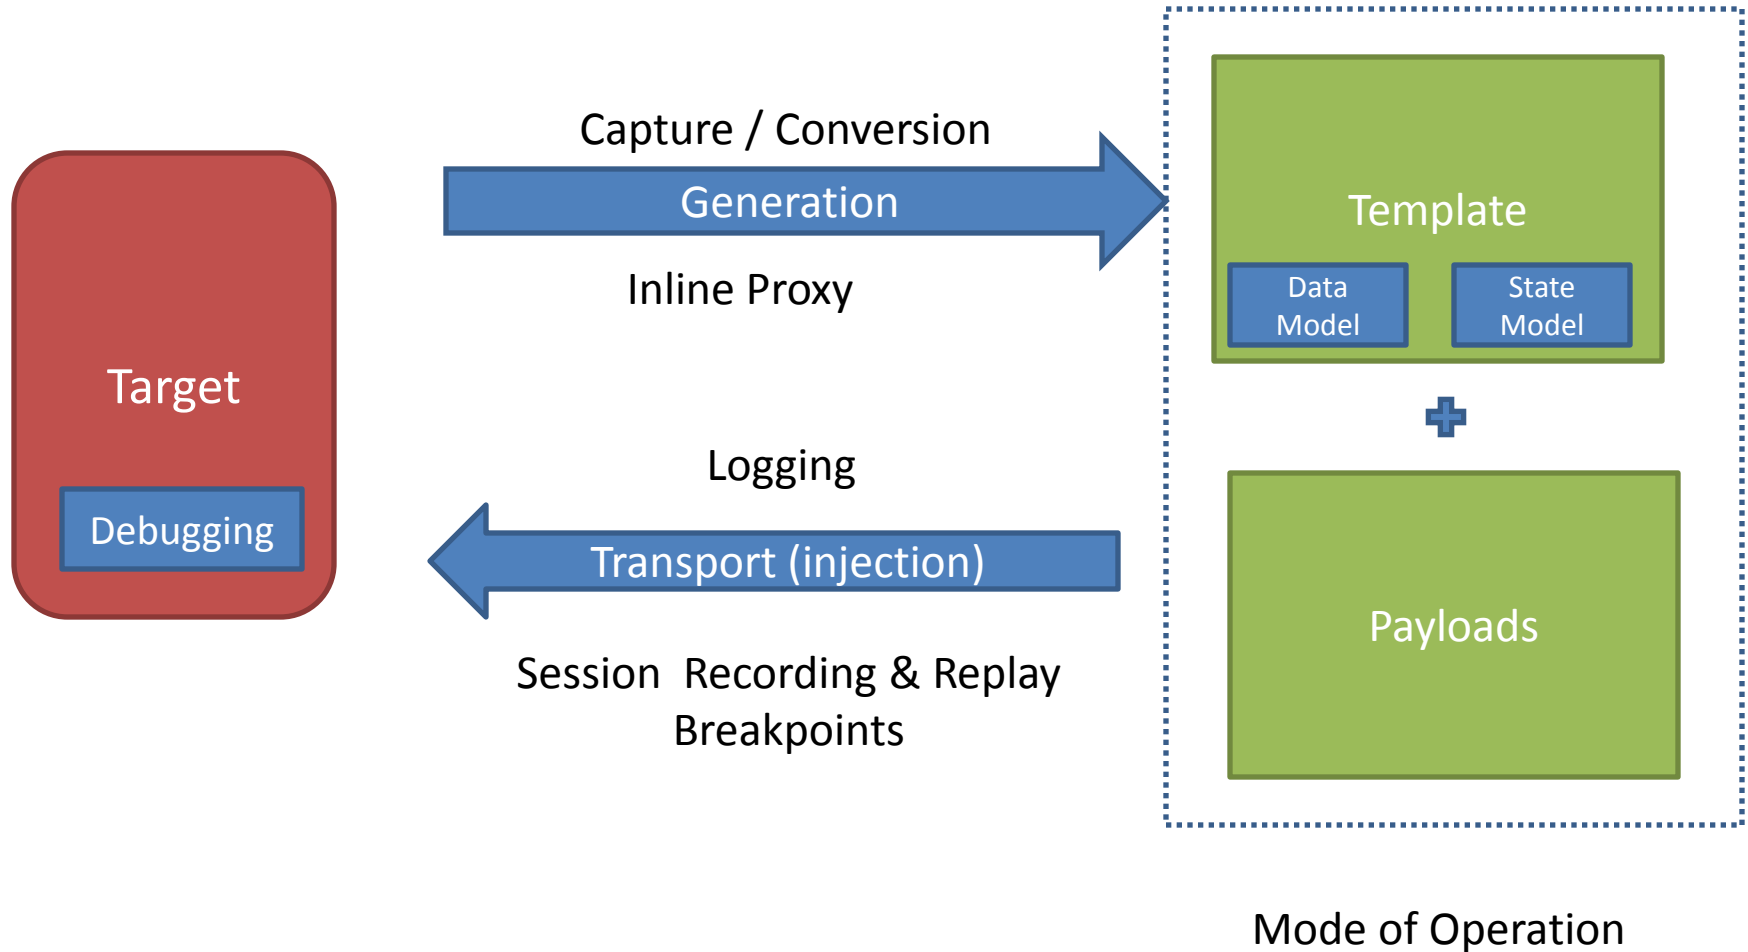 Capture / Conversion
Generation
Inline Proxy
Target
Debugging
Logging
Transport (injection)
Session  Recording & Replay
Breakpoints
Template
Data
Model
State
Model
Payloads
Mode of Operation